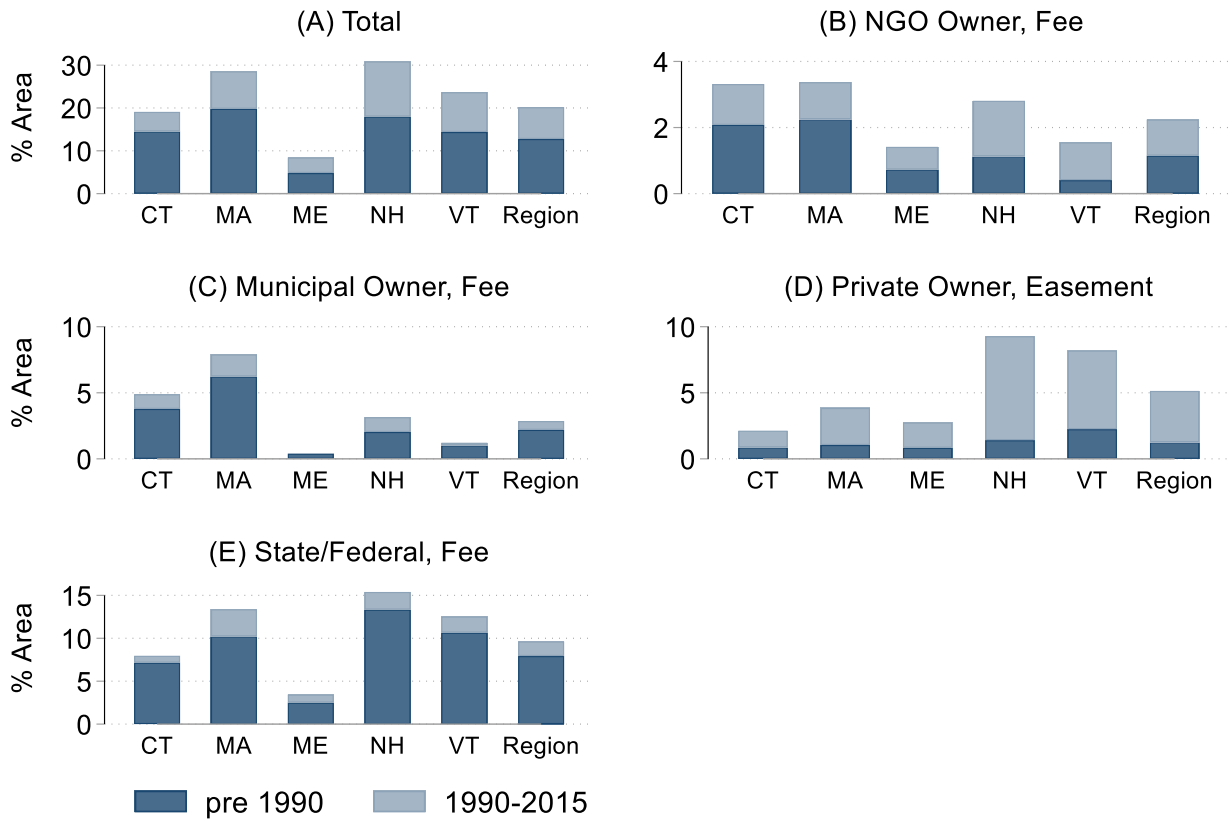 (A) Total
% Area
30
20
10
0
CT MA ME NH VT Region
(B) NGO Owner, Fee
4
2
0
CT MA ME NH VT Region
(C) Municipal Owner, Fee
% Area
10
5
0
CT MA ME NH VT Region
(D) Private Owner, Easement
10
5
0
CT MA ME NH VT Region
(E) State/Federal, Fee
% Area
15
10
5
0
CT MA ME NH VT Region
pre 1990 1990-2015